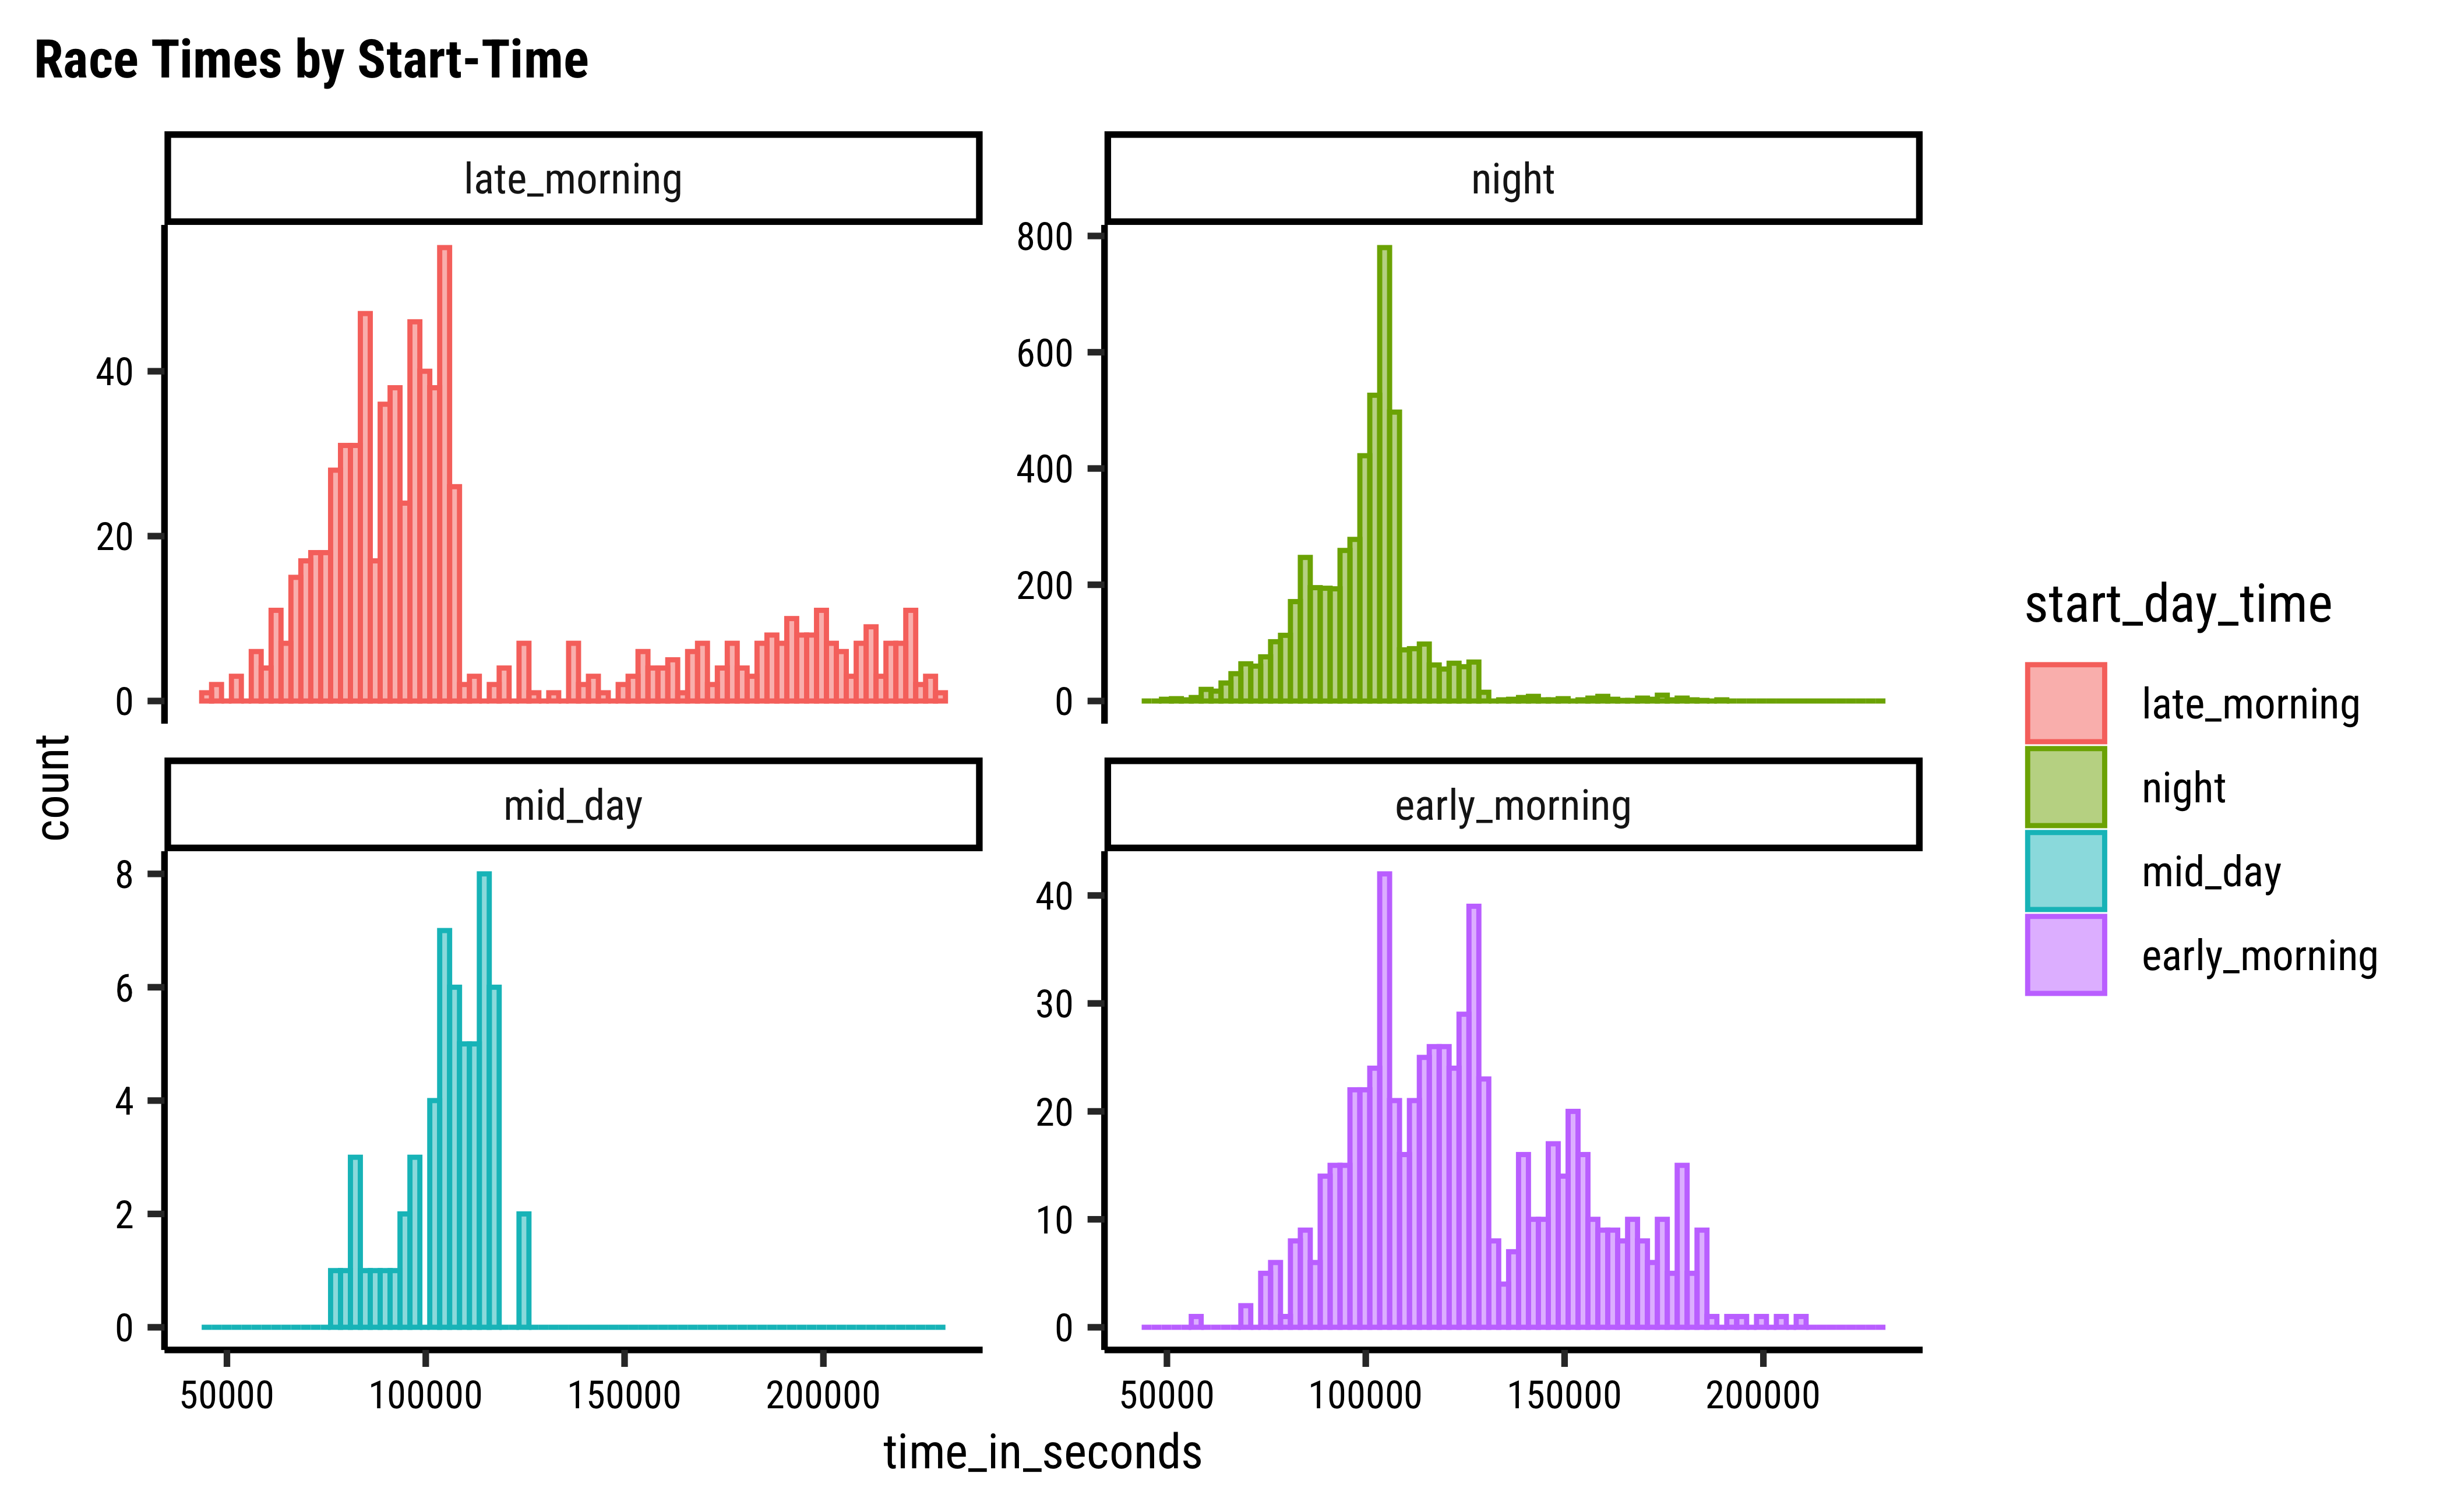 Race Times by Start-Time
late_morning
night
40
20
0
800
600
400
200
0
mid_day
early_morning
8
6
4
2
0
40
30
20
10
0
50000 100000 150000 200000
50000 100000 150000 200000
time_in_seconds
count
start_day_time
late_morning
night
mid_day
early_morning